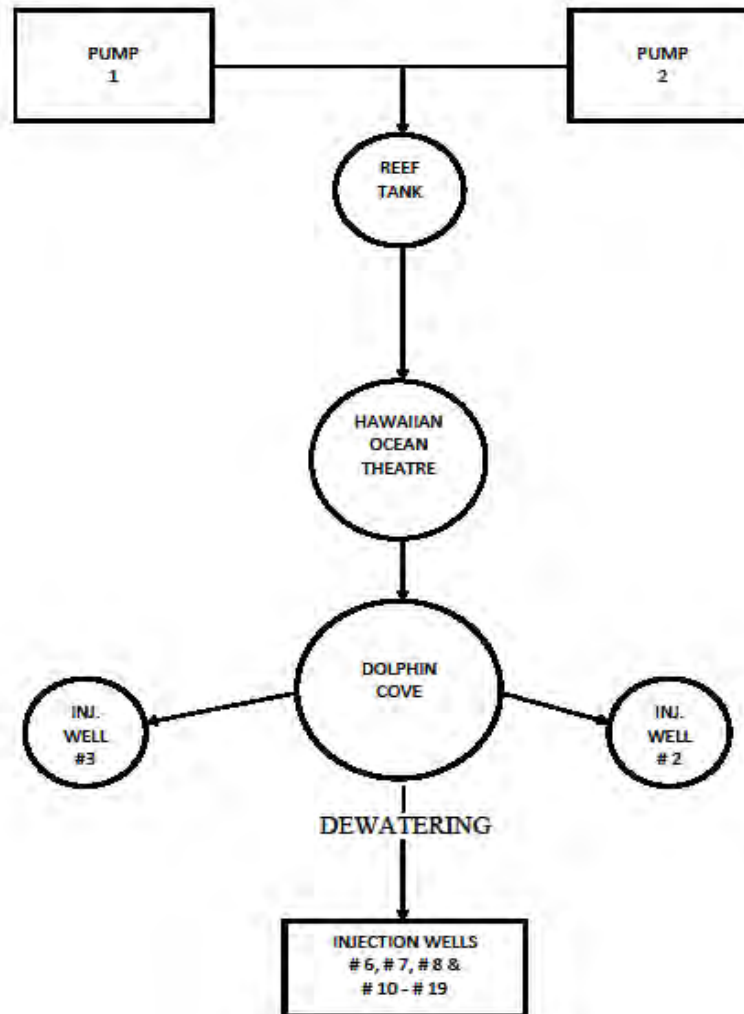 PUMP
1
PUMP
2
REEF
TANK
HAWAIIAN
OCEAN
THEATRE
DOLPHIN
COVE
INJ.
WELL
#3
INJ.
WELL
# 2
DEWATERING
INJECTION WELLS
# 6, # 7, # 8 &
# 10 - # 19